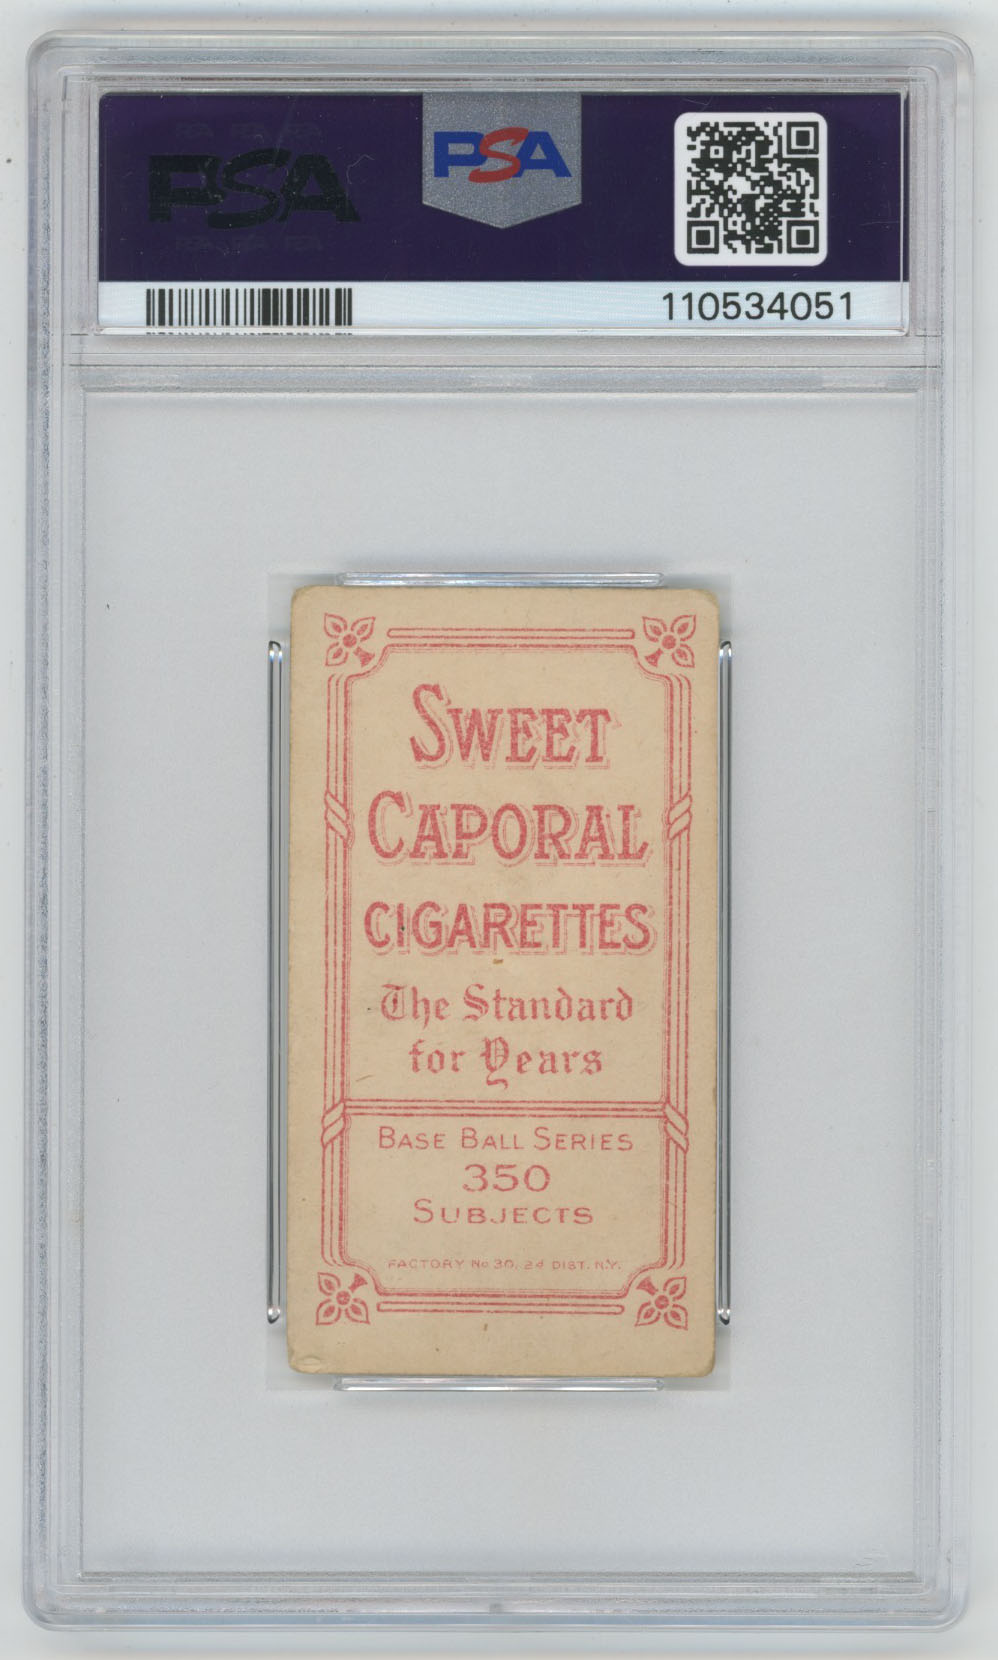 PSA
PSA
110534051
SWEET
CAPORAL
CIGARETTES
The Standard
for Years
BASE BALL SERIES
350
SUBJECTS
FACTORY No 30, 2d DIST. N.Y.